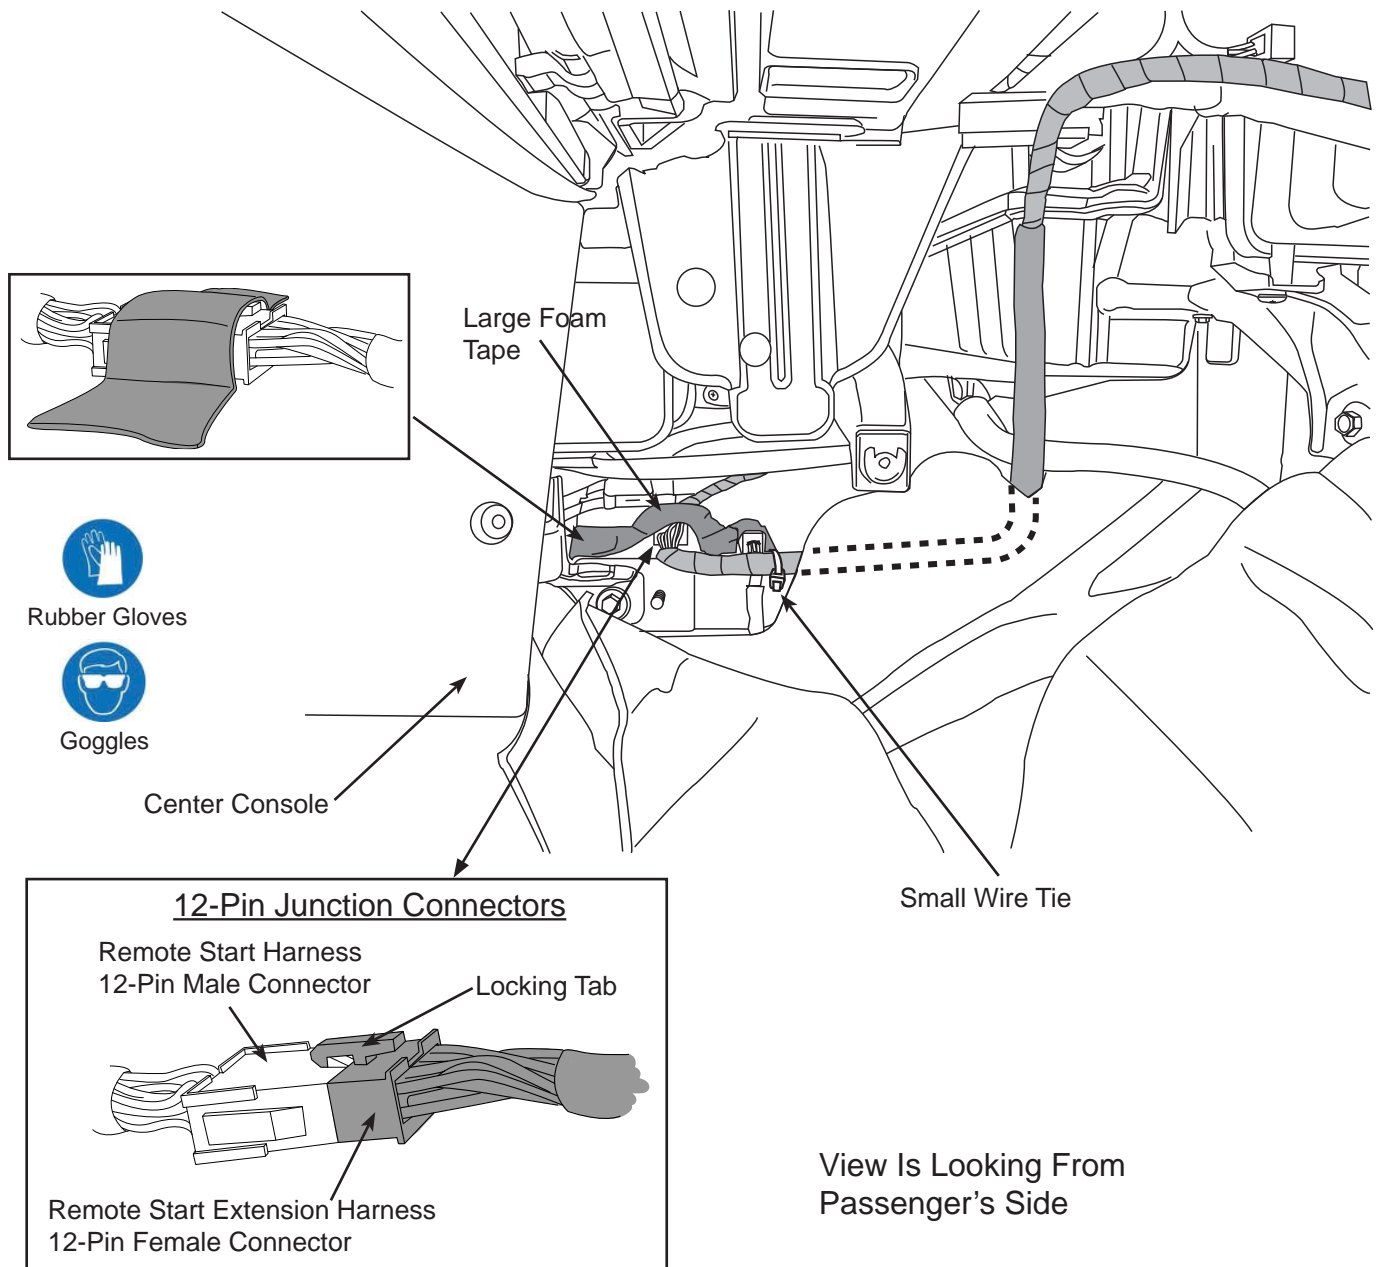 Large Foam
Tape
Rubber Gloves
Goggles
Center Console
Small Wire Tie
12-Pin Junction Connectors
Remote Start Harness
12-Pin Male Connector
Locking Tab
Remote Start Extension Harness
12-Pin Female Connector
View Is Looking From
Passenger's Side